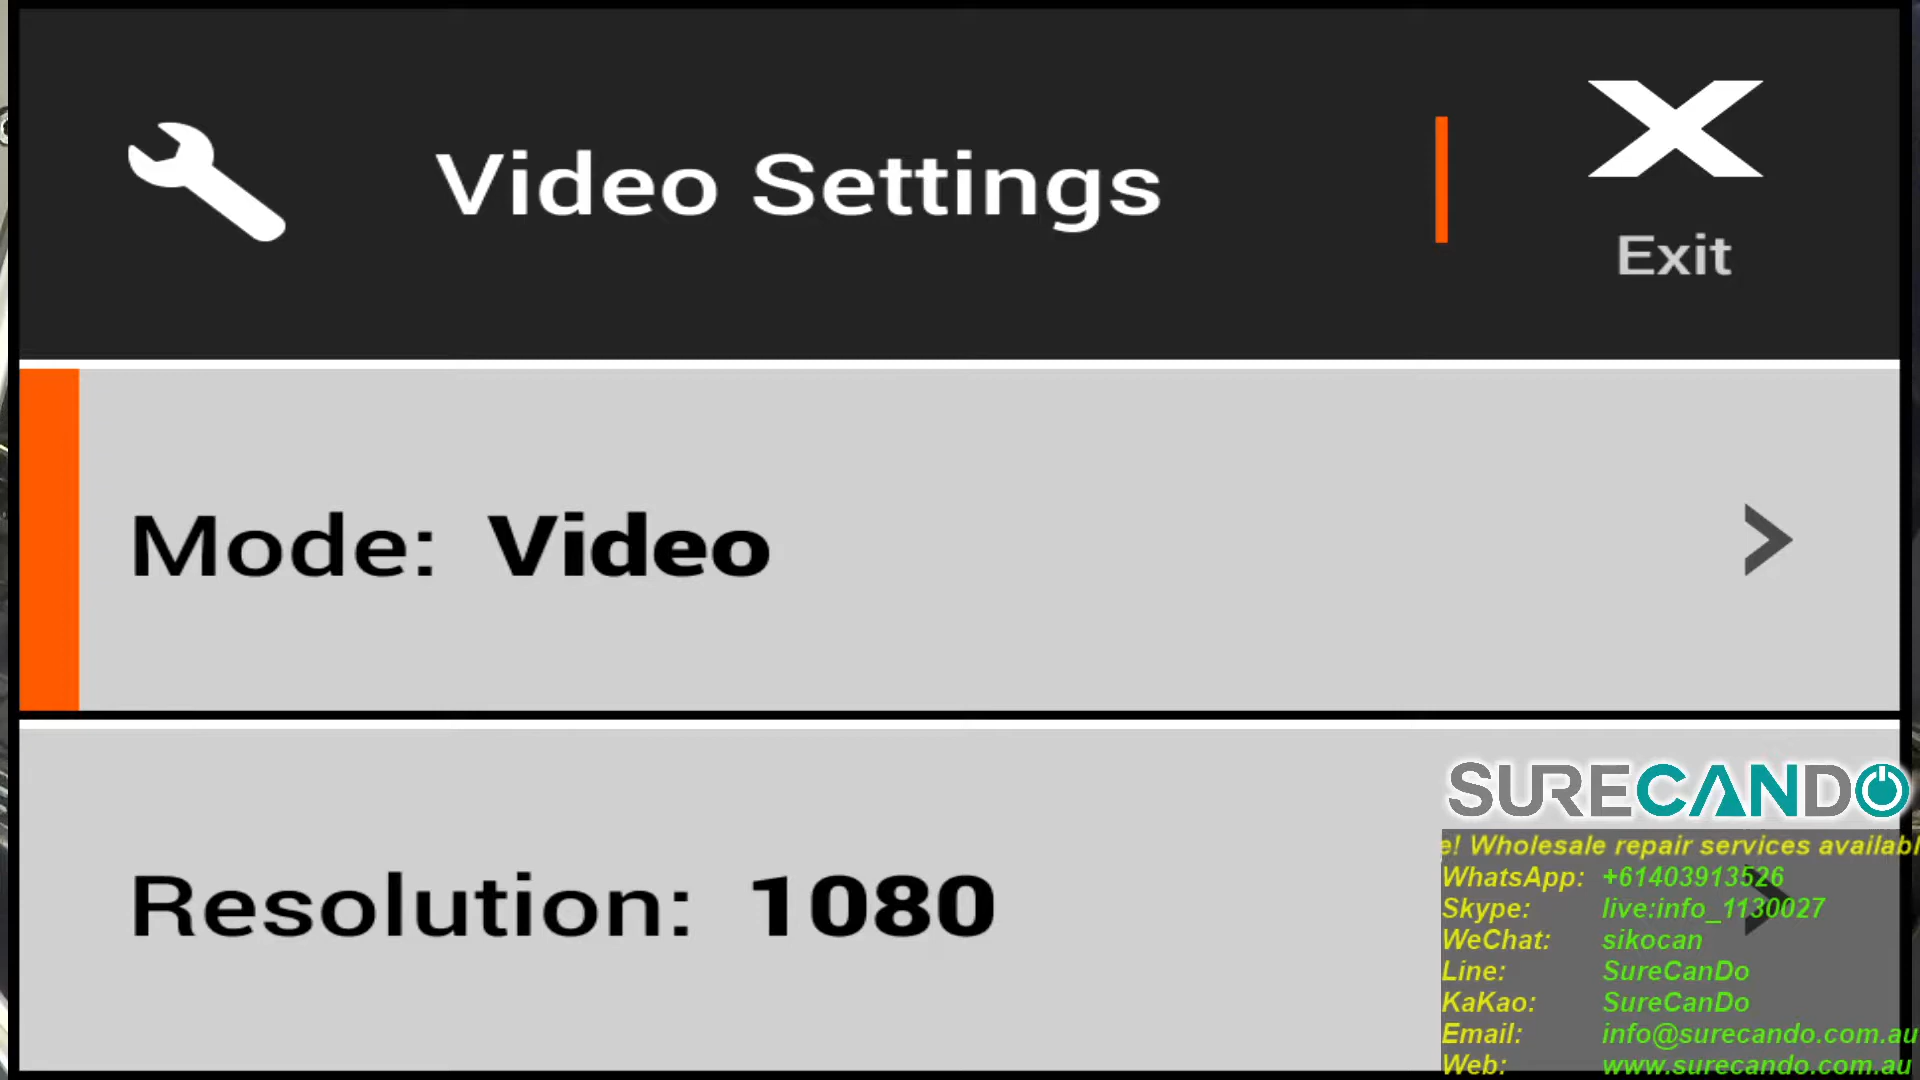 Video Settings
Exit
Mode: Video
Resolution: 1080
SURECANDO
e! Wholesale repair services availabl
WhatsApp: +61403913526
Skype: live:info_1130027
WeChat: sikocan
Line: SureCanDo
KaKao: SureCanDo
Email: info@surecando.com.au
Web: www.surecando.com.au